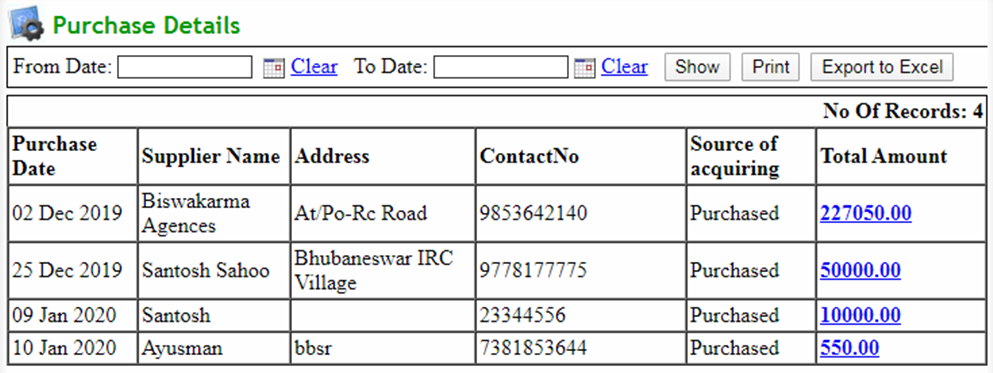 Purchase Details
From Date: Clear To Date: Clear Show Print Export to Excel
No Of Records: 4
Purchase Date Supplier Name Address ContactNo Source of acquiring Total Amount
02 Dec 2019 Biswakarma Agences At/Po-Rc Road 9853642140 Purchased 227050.00
25 Dec 2019 Santosh Sahoo Bhubaneswar IRC Village 9778177775 Purchased 50000.00
09 Jan 2020 Santosh 23344556 Purchased 10000.00
10 Jan 2020 Ayusman bbsr 7381853644 Purchased 550.00